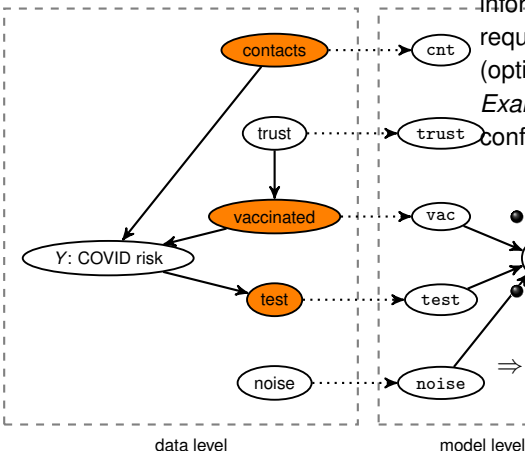 infor
contacts
cnt
requ
(opti
Exar
trust
trust
conf
vaccinated
vac
Y: COVID risk
test
test
noise
noise
⇒
data level
model level